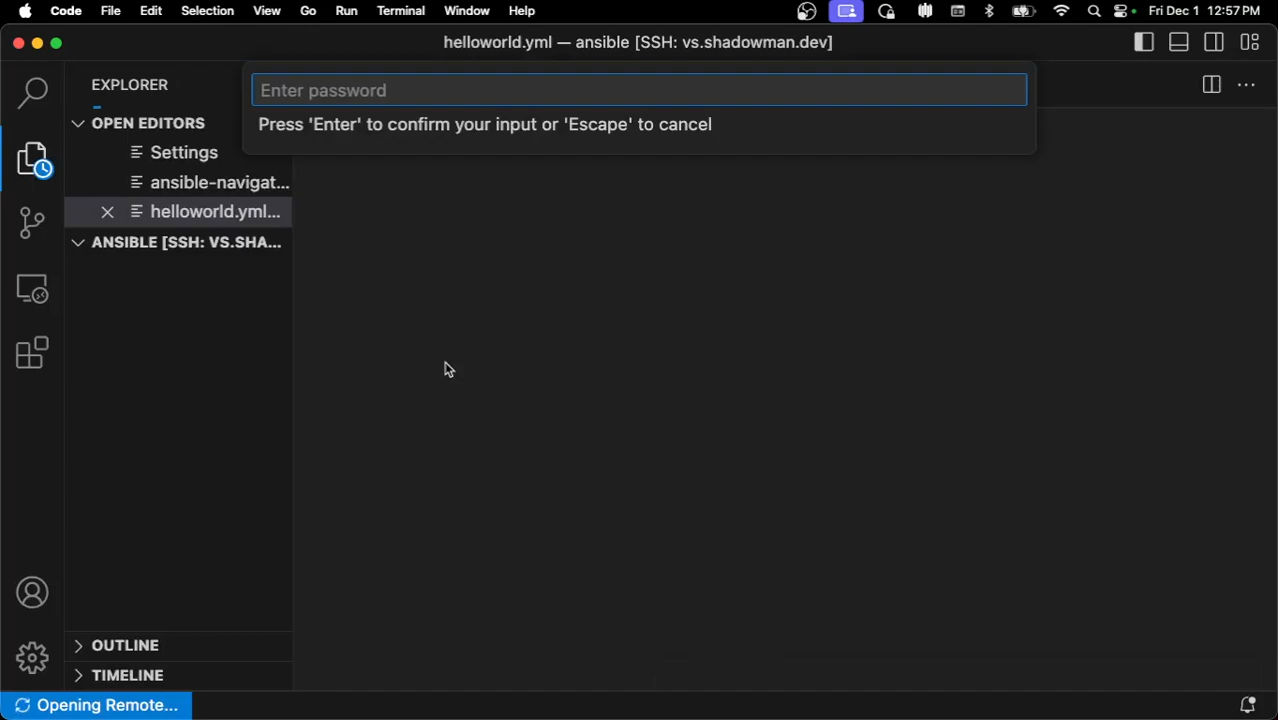 Code File Edit Selection View Go Run Terminal Window Help Fri Dec 1 12:57 PM
helloworld.yml — ansible [SSH: vs.shadowman.dev]
EXPLORER
Enter password
Press 'Enter' to confirm your input or 'Escape' to cancel
OPEN EDITORS
Settings
ansible-navigat...
helloworld.yml...
ANSIBLE [SSH: VS.SHA...
OUTLINE
TIMELINE
Opening Remote...